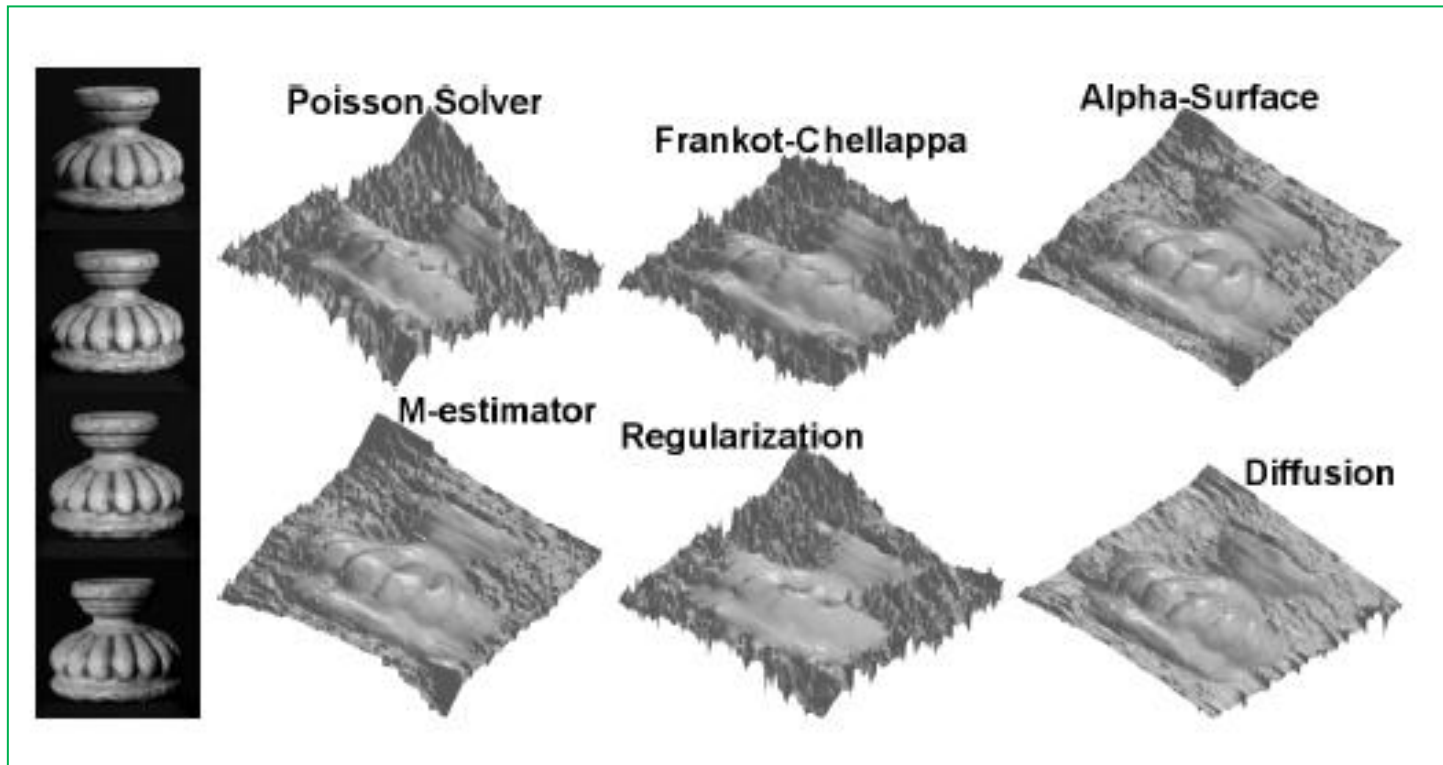 Poisson Solver
Frankot-Chellappa
Alpha-Surface
M-estimator
Regularization
Diffusion